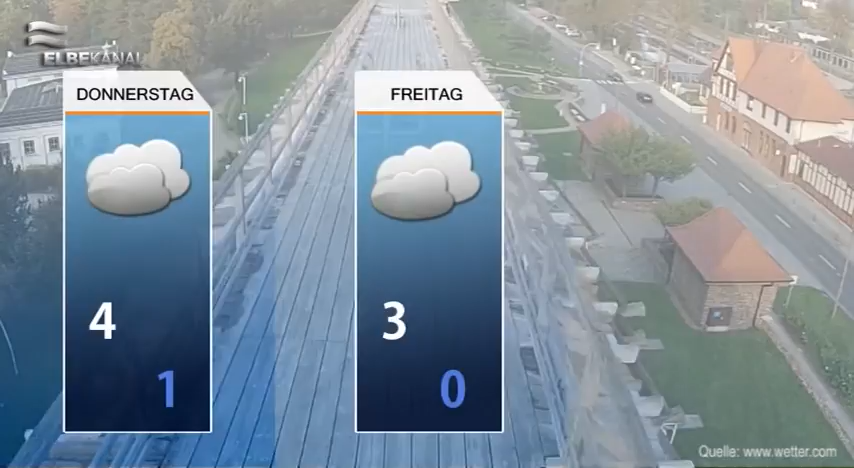 ELBEKANAL
DONNERSTAG
FREITAG
4
1
3
0
Quelle: www.wetter.com